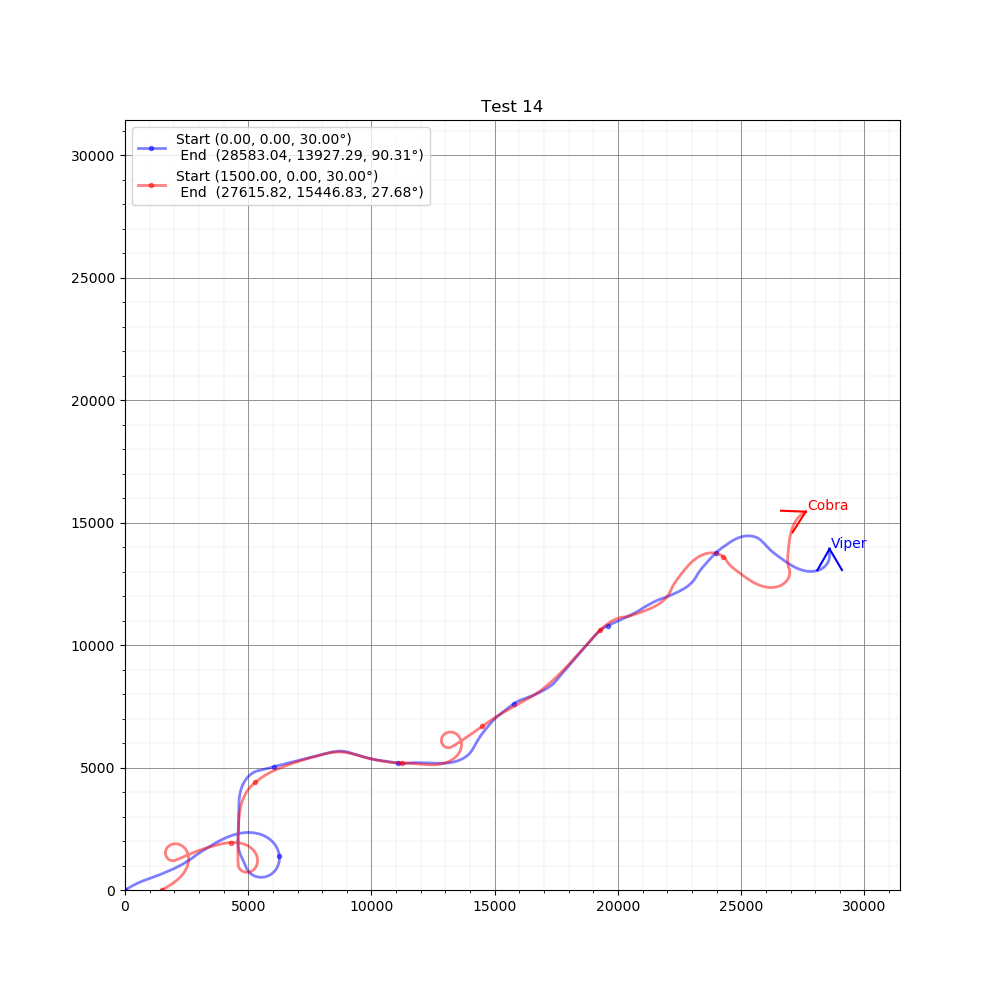 Test 14
Start (0.00, 0.00, 30.00°)
End  (28583.04, 13927.29, 90.31°)
Start (1500.00, 0.00, 30.00°)
End  (27615.82, 15446.83, 27.68°)
30000
25000
20000
15000
10000
5000
0
Cobra
Viper
0
5000
10000
15000
20000
25000
30000